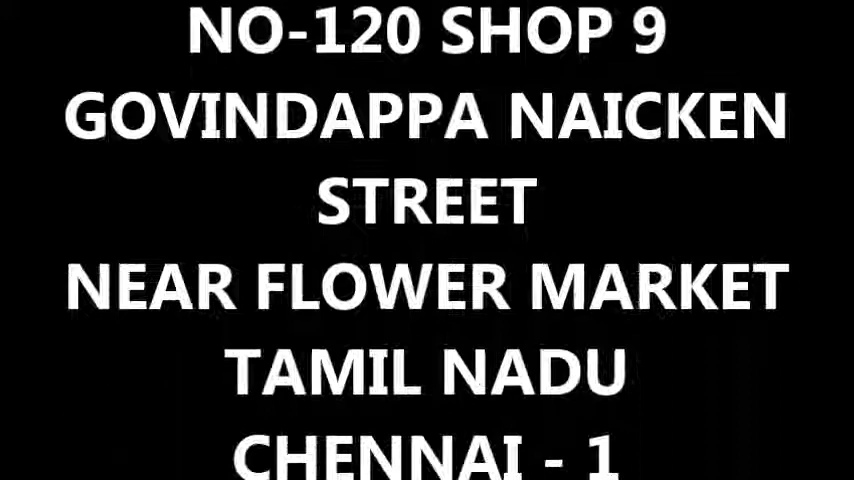 NO-120 SHOP 9
GOVINDAPPA NAICKEN
STREET
NEAR FLOWER MARKET
TAMIL NADU
CHENNAI - 1